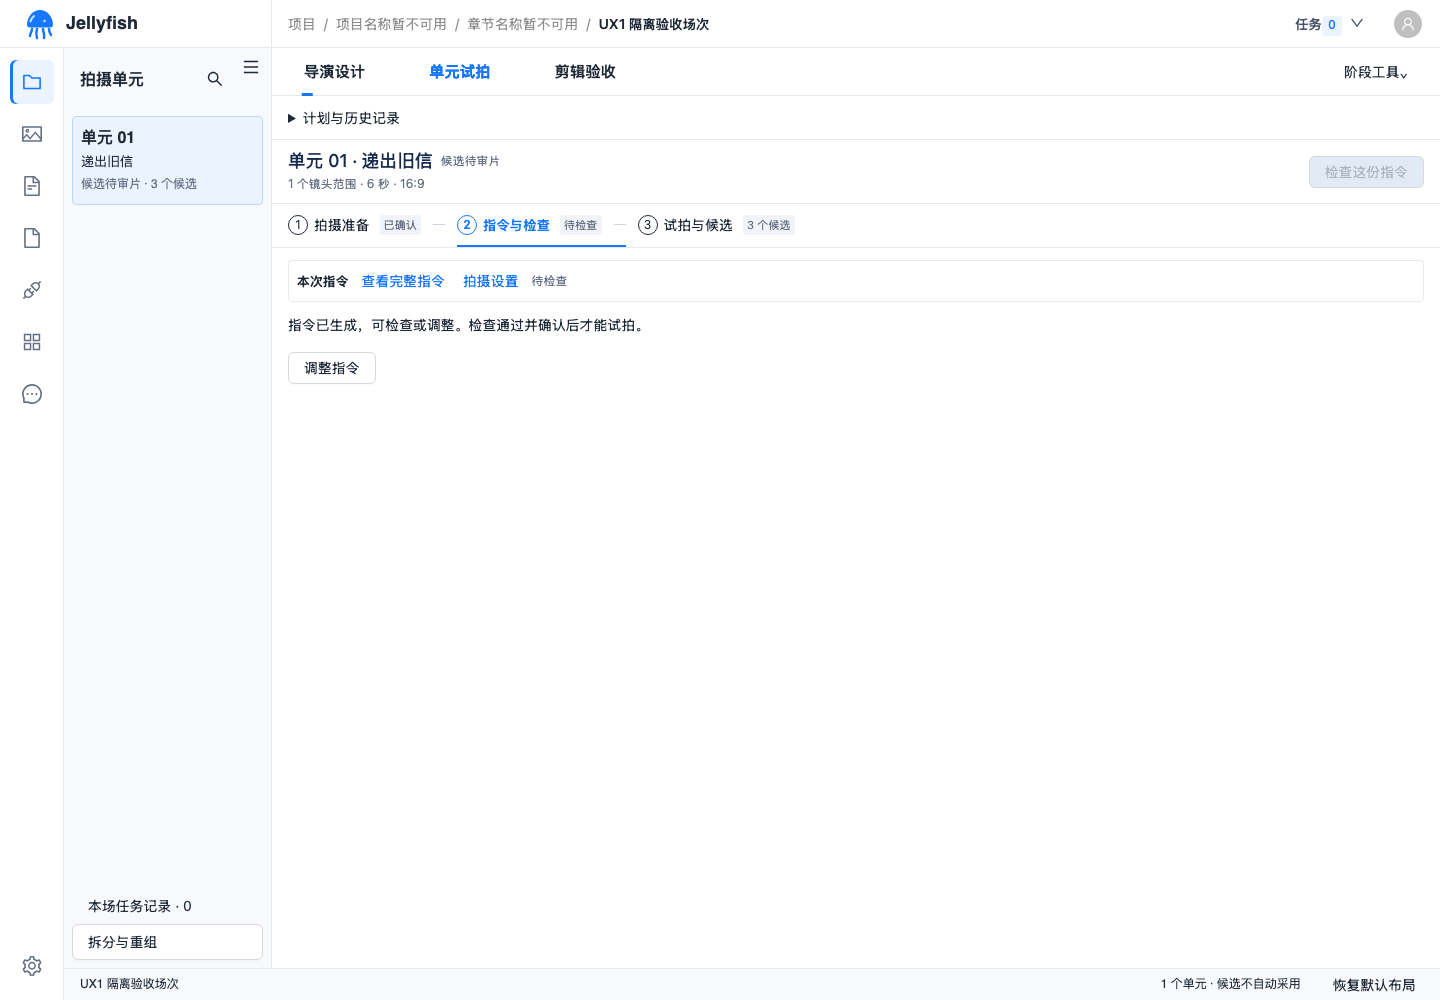 Jellyfish
项目 / 项目名称暂不可用 / 章节名称暂不可用 / UX1 隔离验收场次
任务 0
拍摄单元
导演设计 单元试拍 剪辑验收
阶段工具
计划与历史记录
单元 01
递出旧信
候选待审片 · 3 个候选
单元 01 · 递出旧信 候选待审片
1 个镜头范围 · 6 秒 · 16:9
检查这份指令
1 拍摄准备 已确认 — 2 指令与检查 待检查 — 3 试拍与候选 3 个候选
本次指令 查看完整指令 拍摄设置 待检查
指令已生成，可检查或调整。检查通过并确认后才能试拍。
调整指令
本场任务记录 · 0
拆分与重组
UX1 隔离验收场次
1 个单元 · 候选不自动采用
恢复默认布局